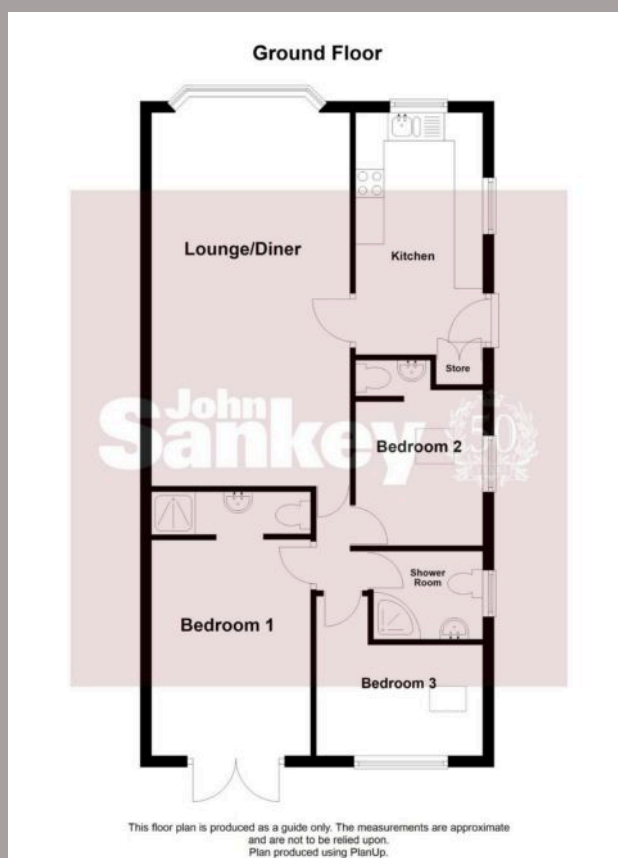 Ground Floor
Lounge/Diner
Kitchen
Store
John
Sankey
50
Bedroom 2
Shower
Room
Bedroom 1
Bedroom 3
This floor plan is produced as a guide only. The measurements are approximate
and are not to be relied upon.
Plan produced using PlanUp.